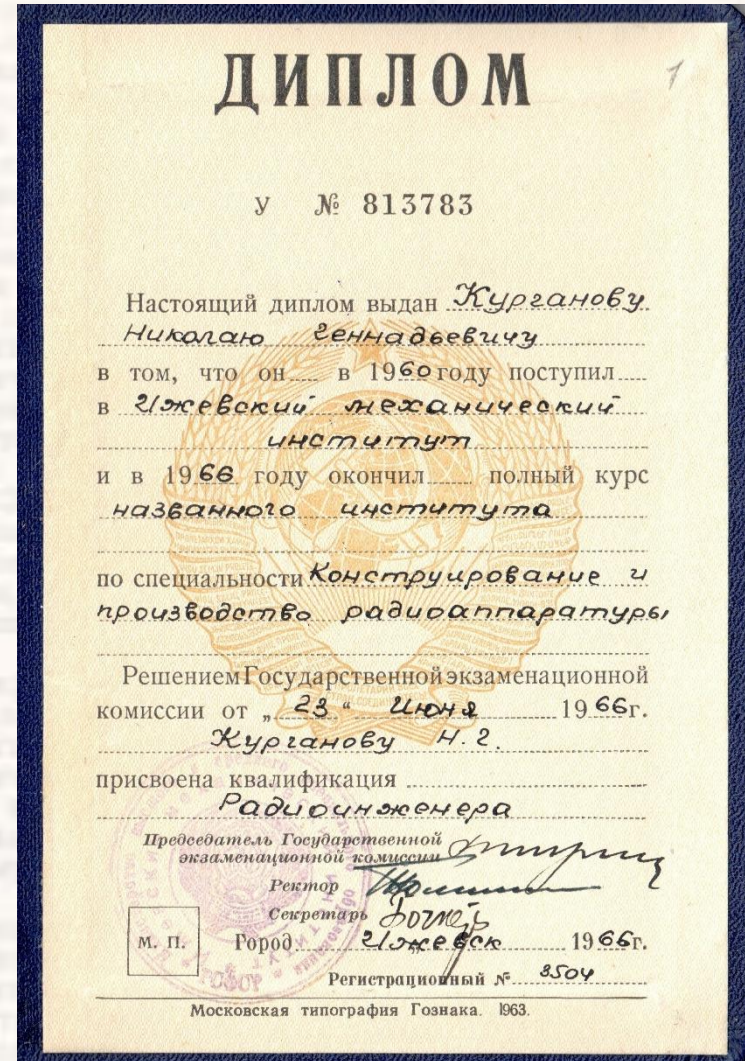 ДИПЛОМ
1
У № 813783
Настоящий диплом выдан Курганову
Николаю Геннадьевичу
в том, что он в 1960 году поступил
в Ижевский механический
институт
и в 1966 году окончил полный курс
названного института
по специальности Конструирование и
производство радиоаппаратуры
Решением Государственной экзаменационной
комиссии от „23“ Июня 1966г.
Курганову Н.Г.
присвоена квалификация
Радиоинженера
Председатель Государственной
экзаменационной комиссии
Ректор
Секретарь
М. П.
Город Ижевск 1966г.
Регистрационный № 3504
Московская типография Гознака. 1963.